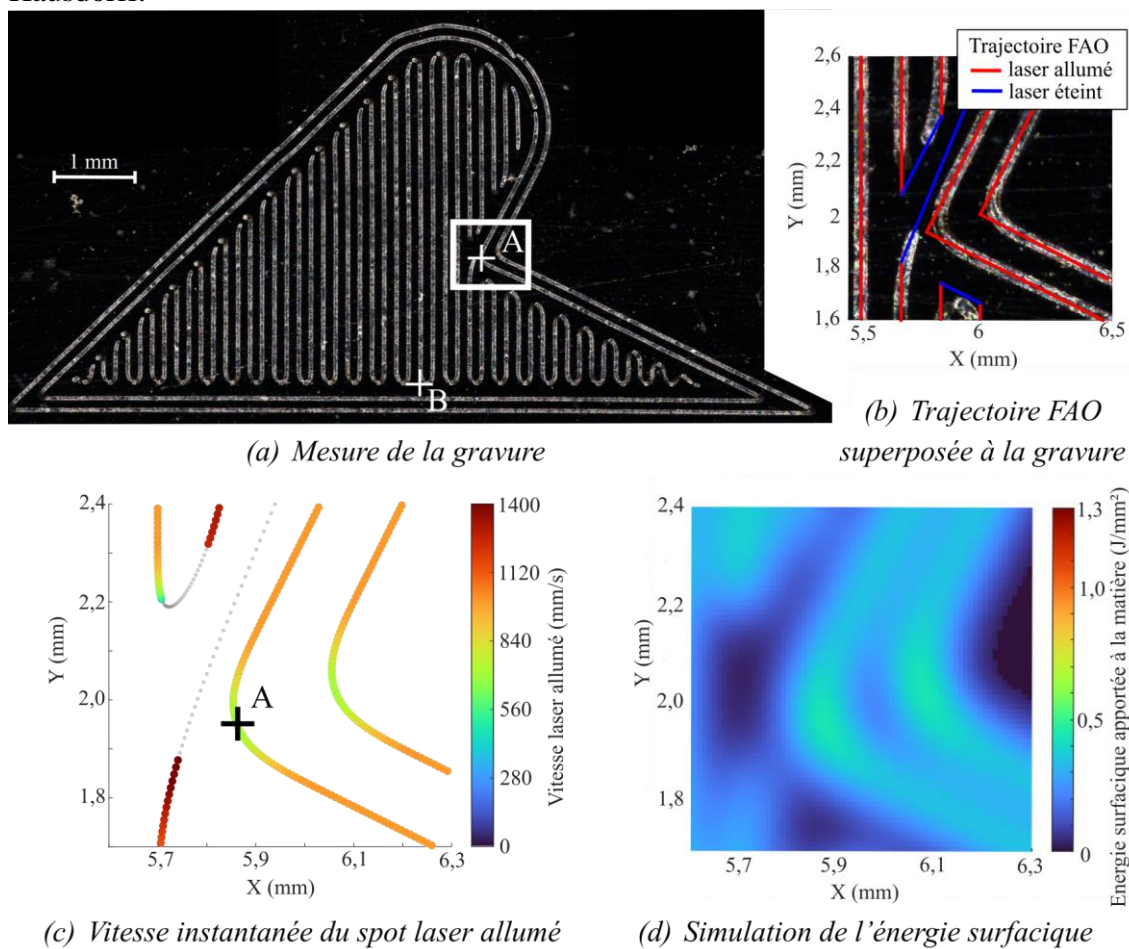 1 mm
A
B
(a) Mesure de la gravure
Trajectoire FAO
laser allumé
laser éteint
2,6
2,4
2,2
2
1,8
1,6
Y (mm)
5,5
6
6,5
X (mm)
(b) Trajectoire FAO
superposée à la gravure
2,4
2,2
2,0
1,8
Y (mm)
A
5,7
5,9
6,1
6,3
X (mm)
1400
1120
840
560
280
0
Vitesse laser allumé (mm/s)
(c) Vitesse instantanée du spot laser allumé
2,4
2,2
2,0
1,8
Y (mm)
5,7
5,9
6,1
6,3
X (mm)
1,3
1,0
0,5
0
Energie surfacique apportée à la matière (J/mm²)
(d) Simulation de l'énergie surfacique